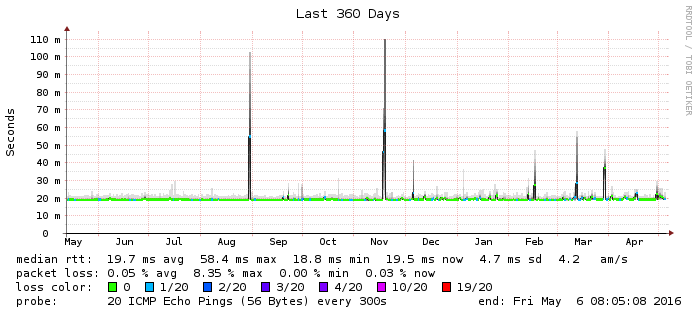 Last 360 Days
RRDTOOL / TOBI OETIKER
Seconds
110 m
100 m
90 m
80 m
70 m
60 m
50 m
40 m
30 m
20 m
10 m
0
May Jun Jul Aug Sep Oct Nov Dec Jan Feb Mar Apr
median rtt: 19.7 ms avg 58.4 ms max 18.8 ms min 19.5 ms now 4.7 ms sd 4.2 am/s
packet loss: 0.05 % avg 8.35 % max 0.00 % min 0.03 % now
loss color: 0 1/20 2/20 3/20 4/20 10/20 19/20
probe: 20 ICMP Echo Pings (56 Bytes) every 300s end: Fri May 6 08:05:08 2016